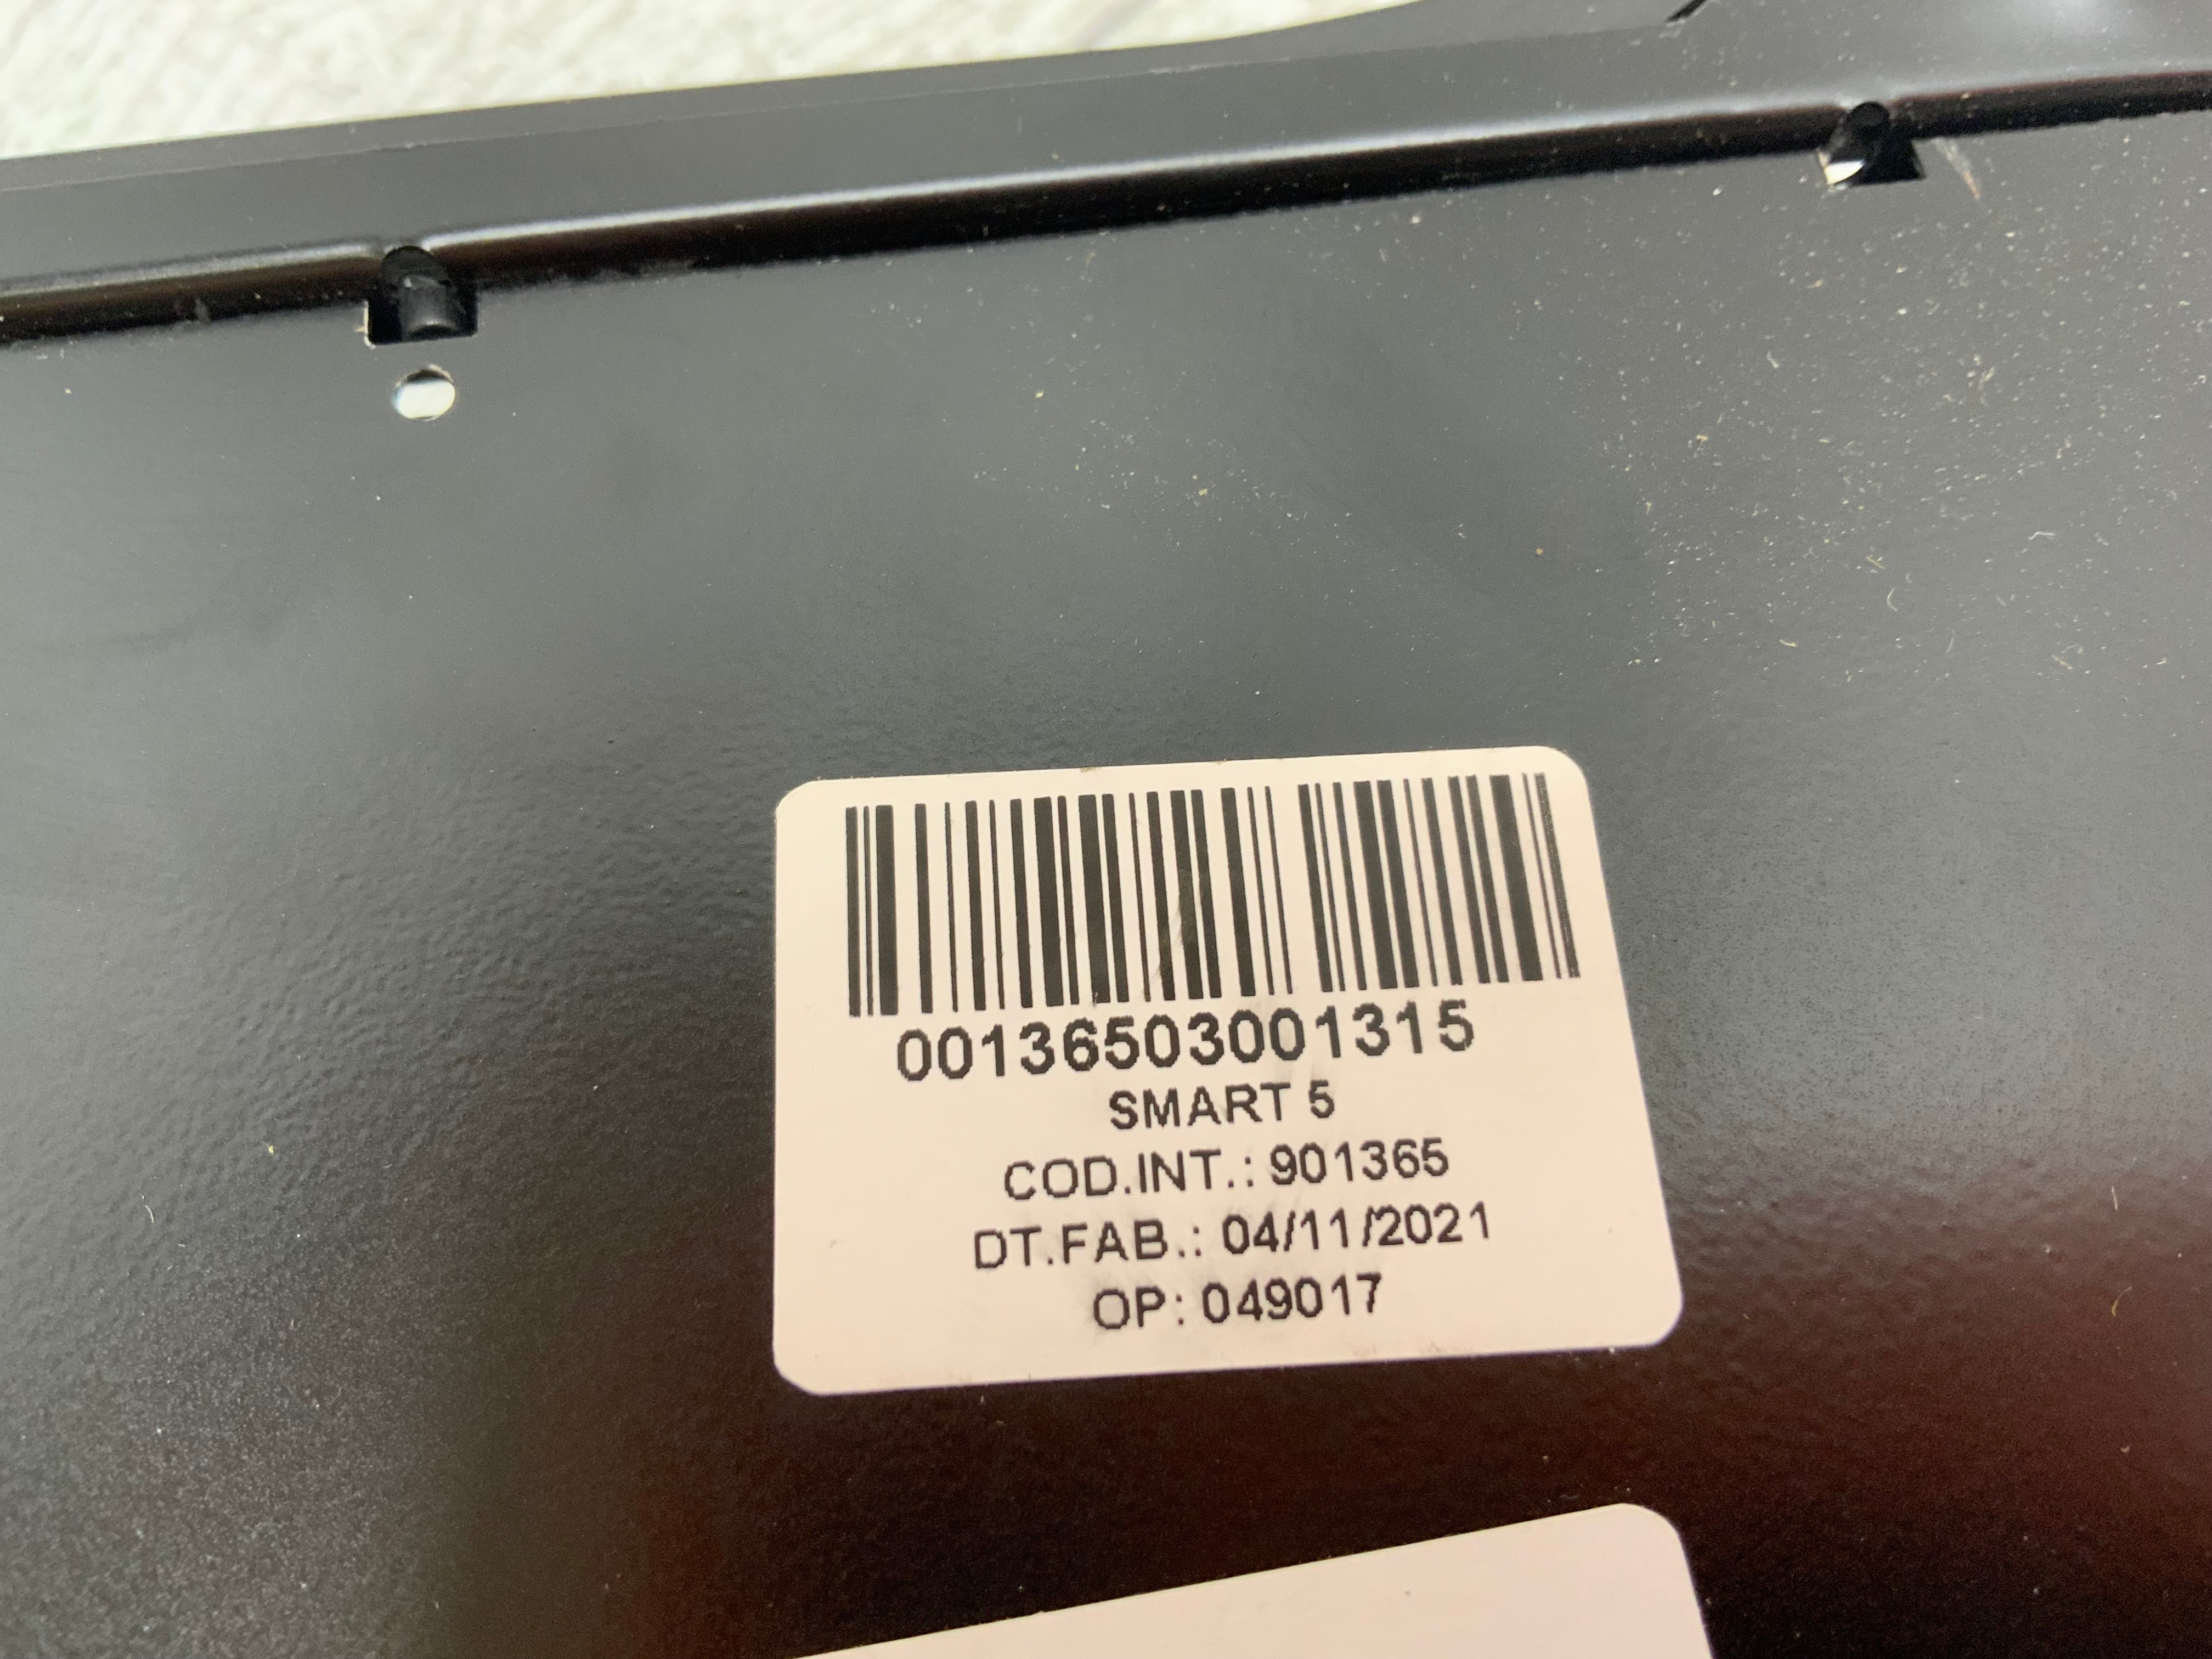 00136503001315
SMART 5
COD.INT.: 901365
DT.FAB.: 04/11/2021
OP: 049017